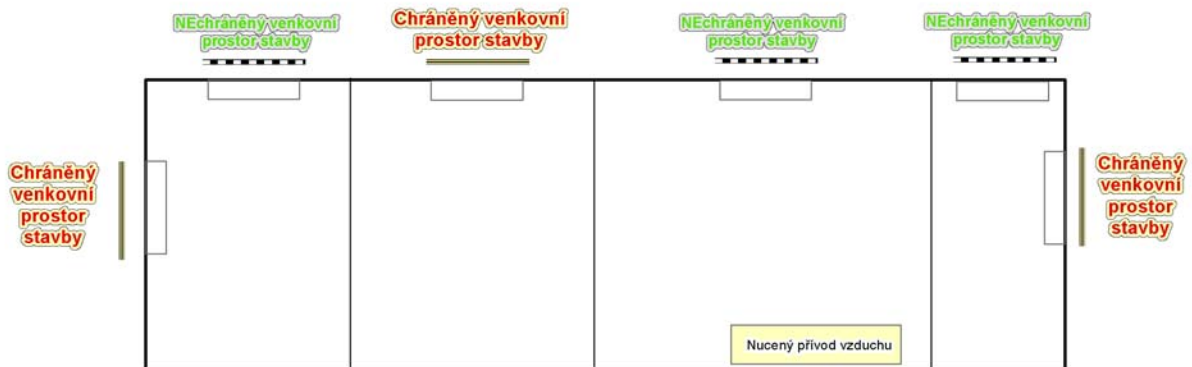 NEchráněný venkovní
prostor stavby
Chráněný venkovní
prostor stavby
NEchráněný venkovní
prostor stavby
NEchráněný venkovní
prostor stavby
Chráněný
venkovní
prostor
stavby
Chráněný
venkovní
prostor
stavby
Nucený přívod vzduchu